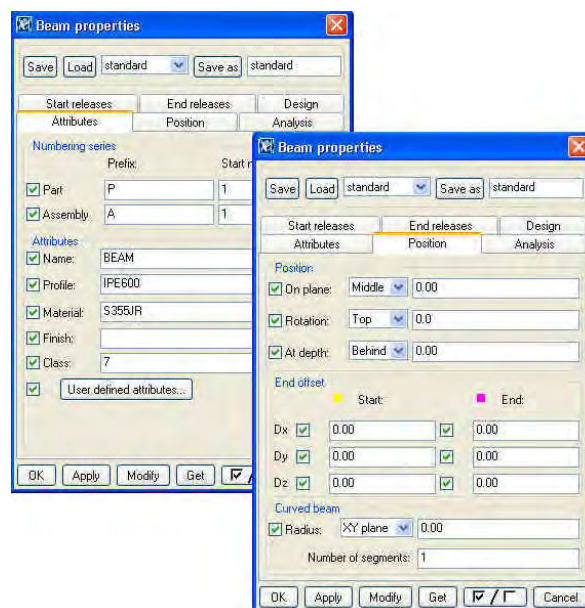 Beam properties
Save Load standard Save as standard
Start releases End releases Design
Attributes Position Analysis
Numbering series
Prefix: Start
Part P 1
Assembly A 1
Attributes
Name: BEAM
Profile: IPE600
Material: S355JR
Finish:
Class: 7
User defined attributes...
OK Apply Modify Get
Beam properties
Save Load standard Save as standard
Start releases End releases Design
Attributes Position Analysis
Position
On plane: Middle 0.00
Rotation: Top 0.0
At depth: Behind 0.00
End offset
Start: End:
Dx 0.00 0.00
Dy 0.00 0.00
Dz 0.00 0.00
Curved beam
Radius: XY plane 0.00
Number of segments: 1
OK Apply Modify Get / Cancel